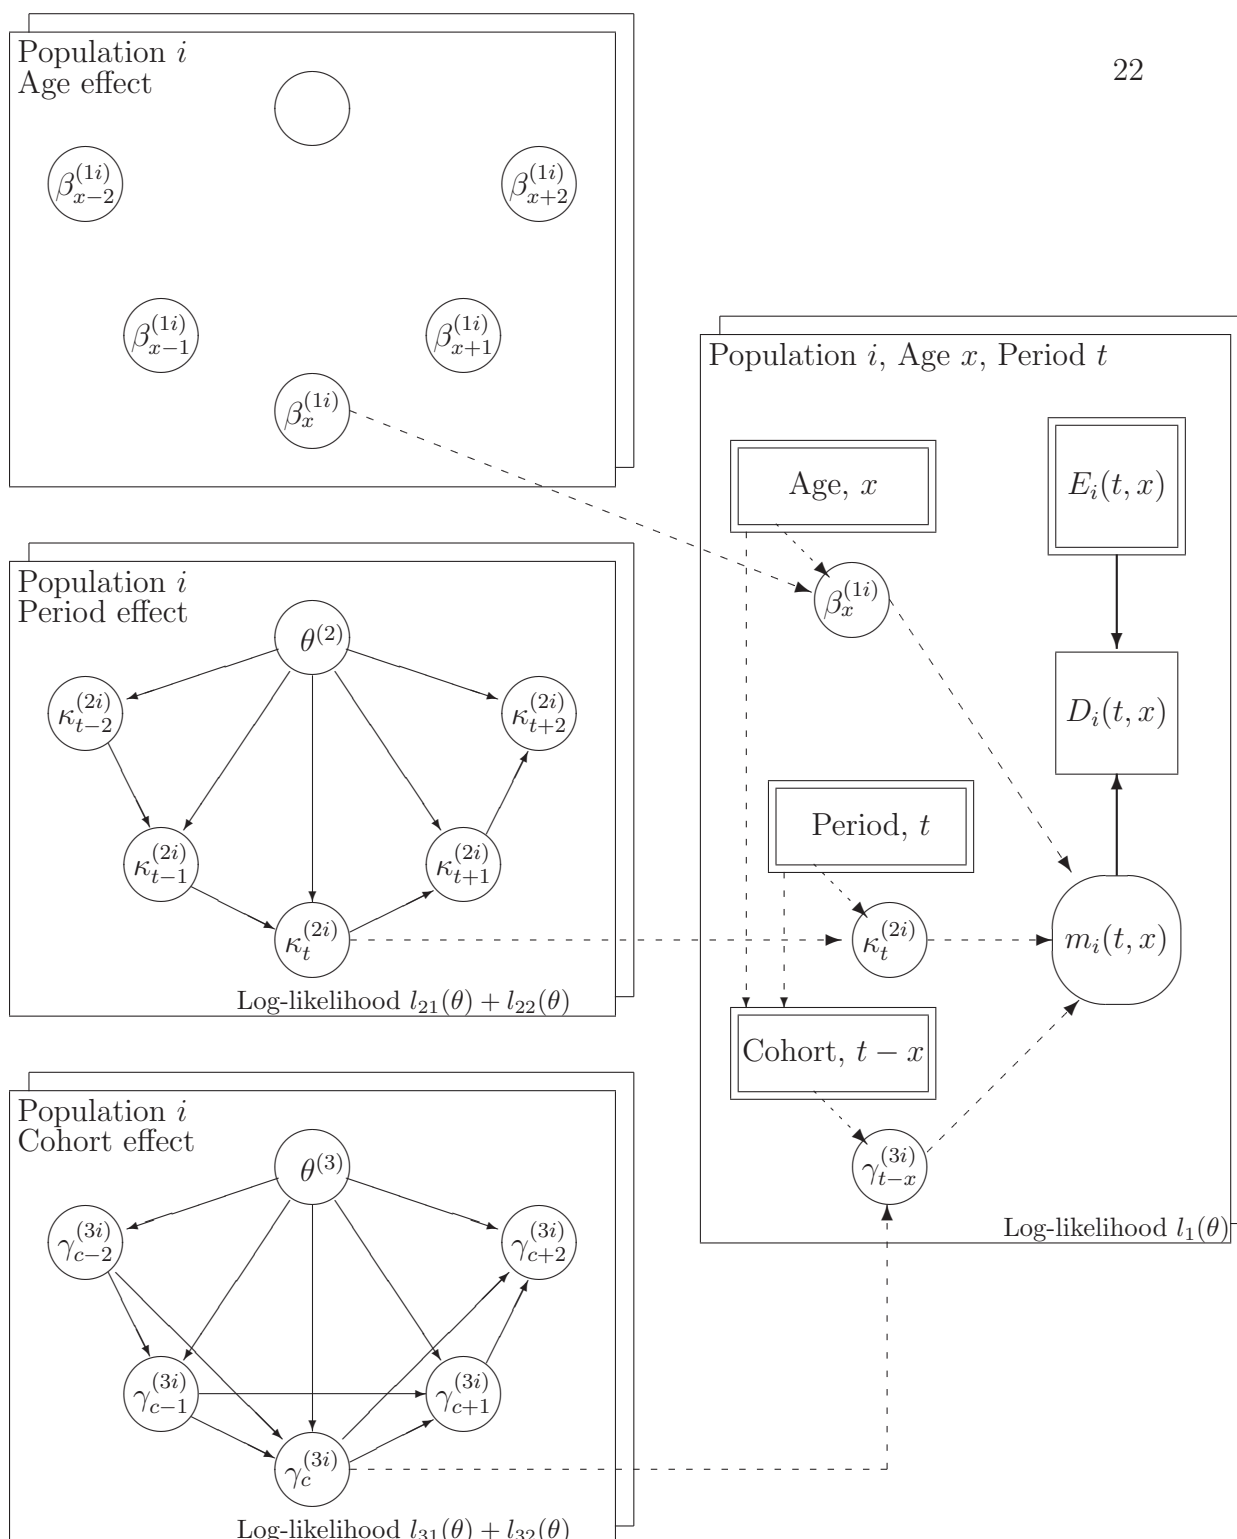 22
Population i
Age effect
β_{x−2}^{(1i)}
β_{x+2}^{(1i)}
β_{x−1}^{(1i)}
β_{x+1}^{(1i)}
β_x^{(1i)}
Population i
Period effect
θ^{(2)}
κ_{t−2}^{(2i)}
κ_{t+2}^{(2i)}
κ_{t−1}^{(2i)}
κ_{t+1}^{(2i)}
κ_t^{(2i)}
Log-likelihood l_{21}(θ) + l_{22}(θ)
Population i
Cohort effect
θ^{(3)}
γ_{c−2}^{(3i)}
γ_{c+2}^{(3i)}
γ_{c−1}^{(3i)}
γ_{c+1}^{(3i)}
γ_c^{(3i)}
Log-likelihood l_{31}(θ) + l_{32}(θ)
Population i, Age x, Period t
Age, x
E_i(t, x)
β_x^{(1i)}
D_i(t, x)
Period, t
κ_t^{(2i)}
m_i(t, x)
Cohort, t − x
γ_{t−x}^{(3i)}
Log-likelihood l_1(θ)